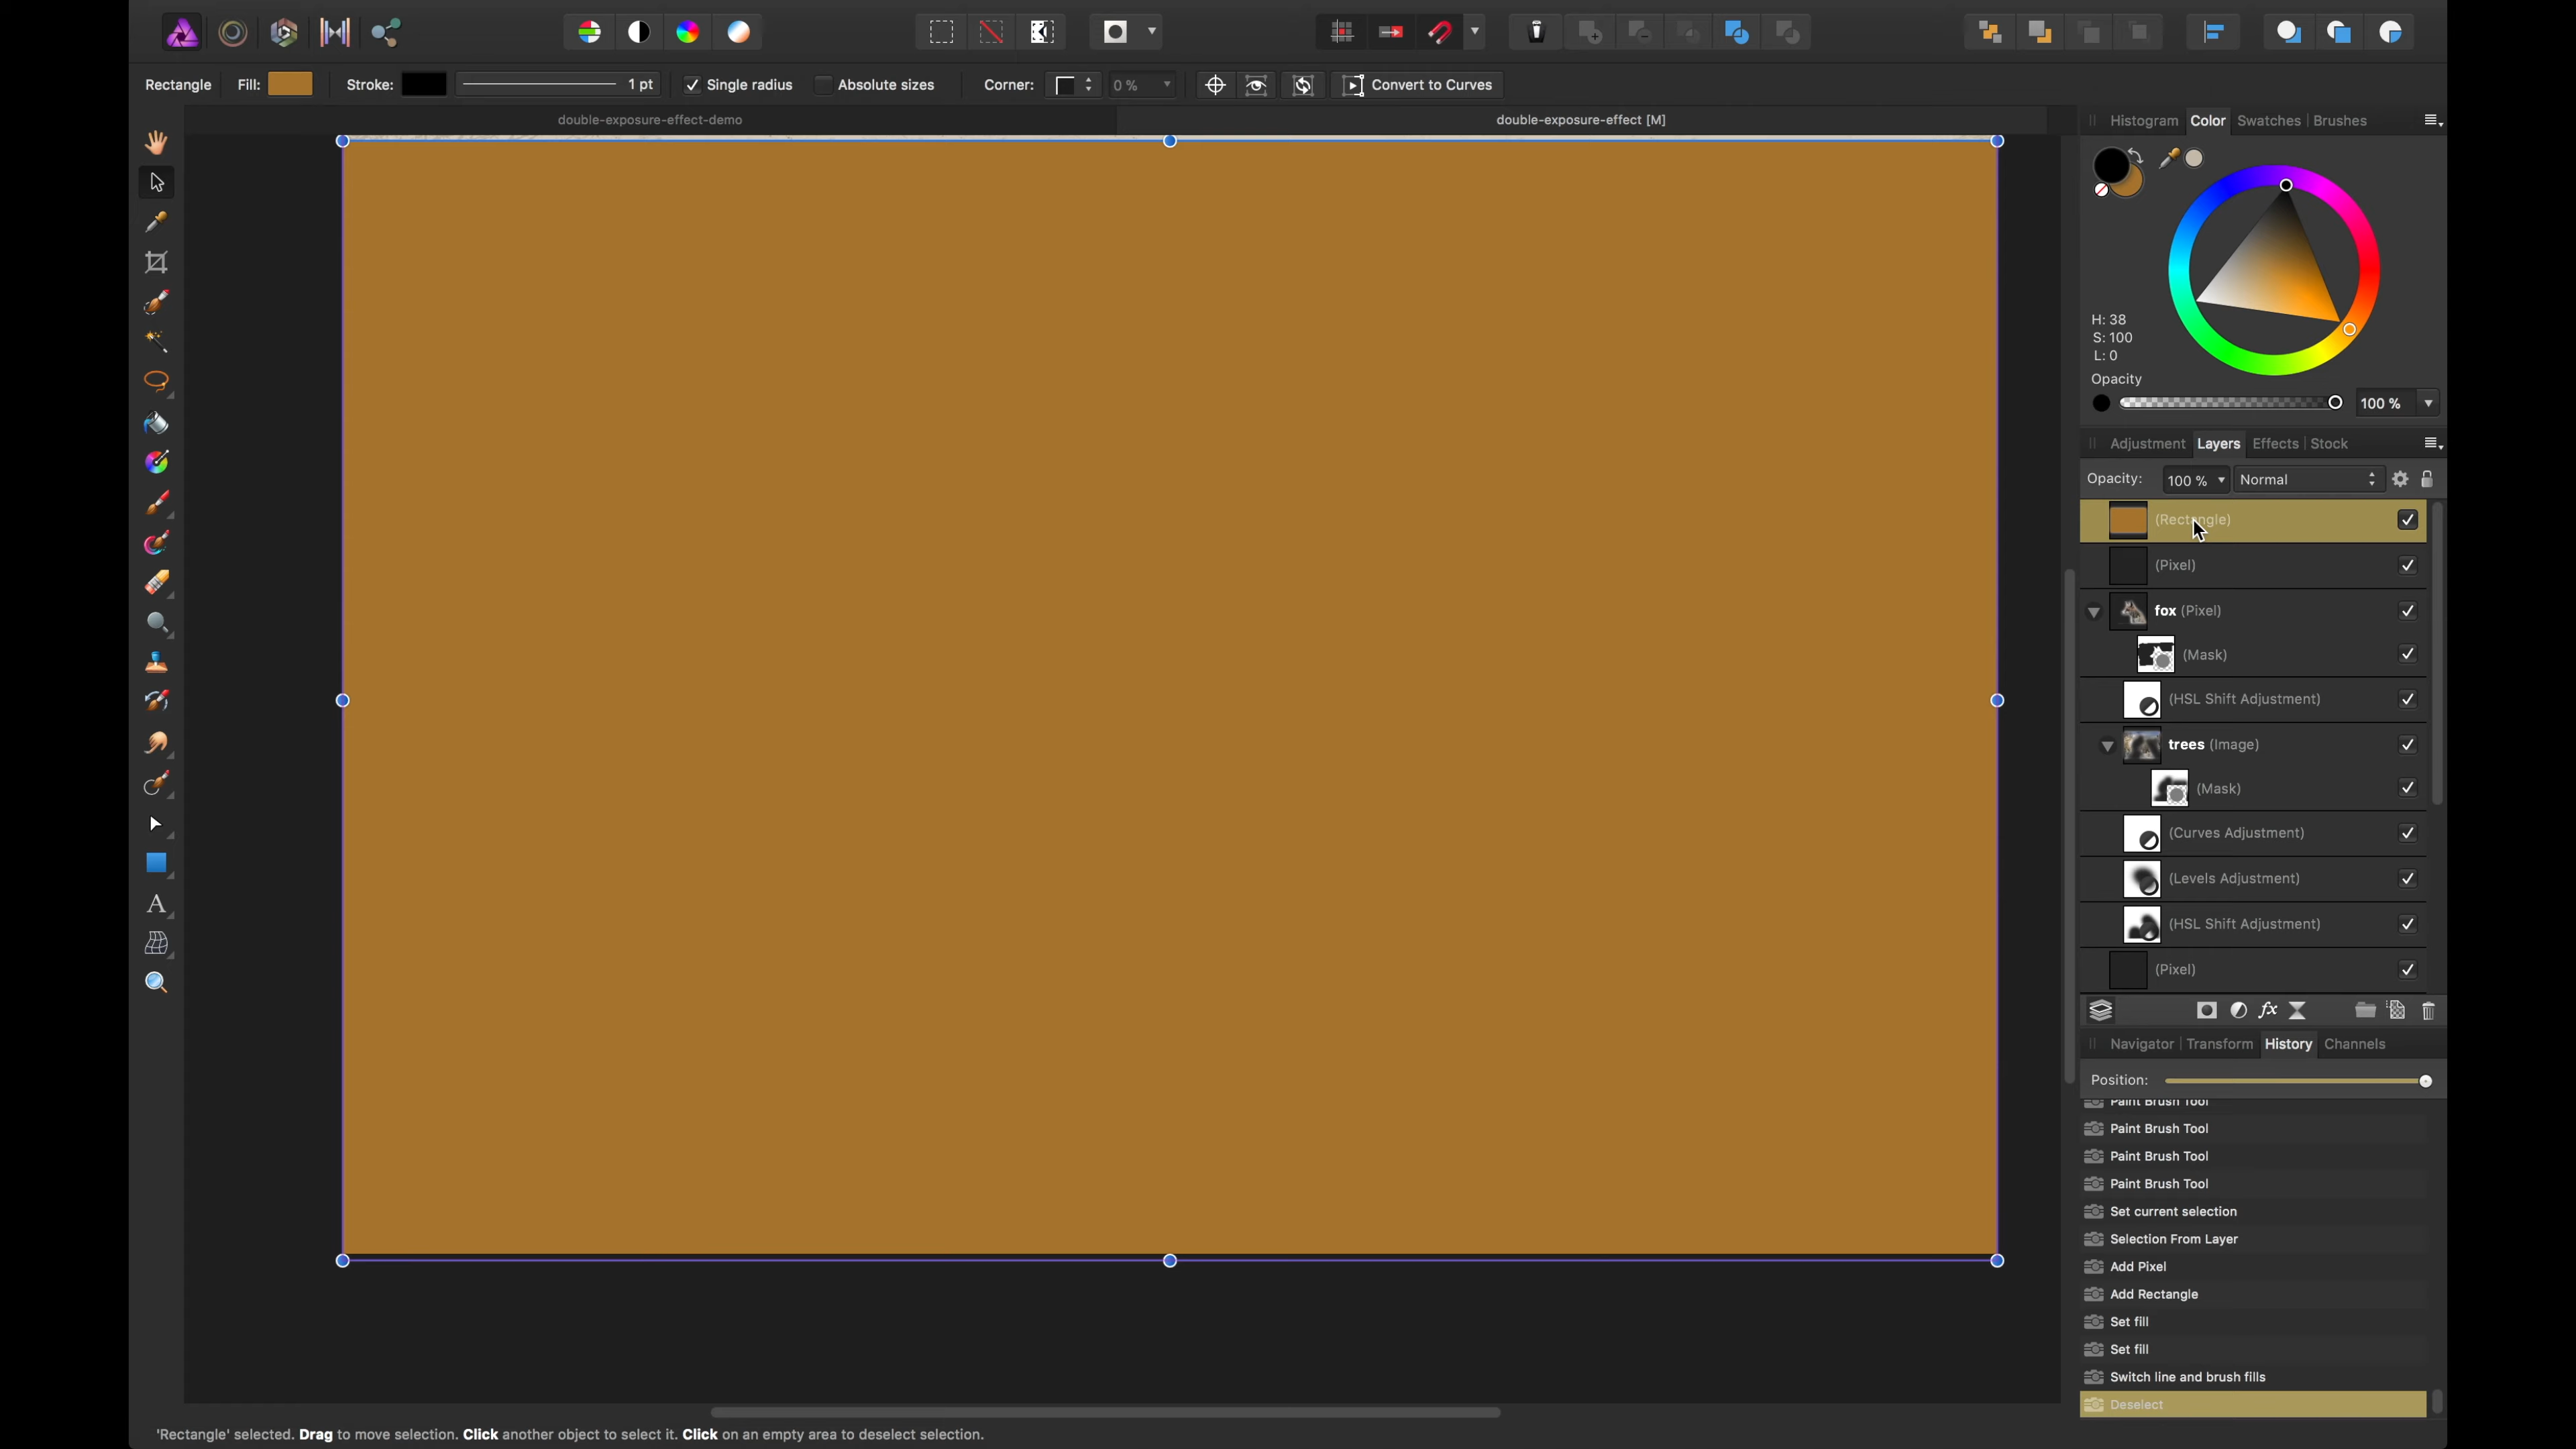 Rectangle Fill: Stroke: 1 pt Single radius Absolute sizes Corner: 0 % Convert to Curves
double-exposure-effect-demo double-exposure-effect [M]
Histogram Color Swatches Brushes
H: 38
S: 100
L: 0
Opacity
100 %
Adjustment Layers Effects Stock
Opacity: 100 % Normal
(Rectangle)
(Pixel)
fox (Pixel)
(Mask)
(HSL Shift Adjustment)
trees (Image)
(Mask)
(Curves Adjustment)
(Levels Adjustment)
(HSL Shift Adjustment)
(Pixel)
fx
Navigator Transform History Channels
Position:
Paint Brush Tool
Paint Brush Tool
Paint Brush Tool
Paint Brush Tool
Set current selection
Selection From Layer
Add Pixel
Add Rectangle
Set fill
Set fill
Switch line and brush fills
Deselect
'Rectangle' selected. Drag to move selection. Click another object to select it. Click on an empty area to deselect selection.